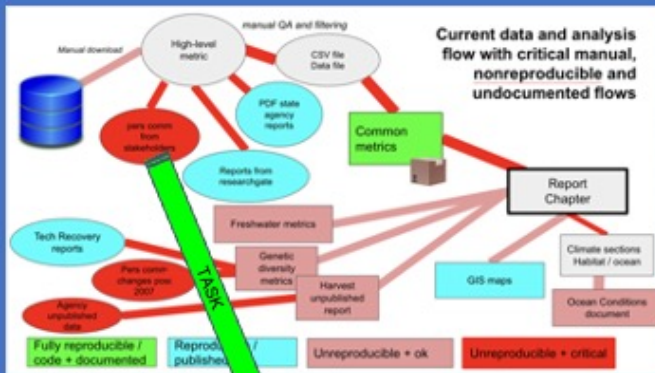 manual QA and filtering
Current data and analysis
flow with critical manual,
nonreproducible and
undocumented flows
Manual download
High-level
metric
CSV file
Data file
PDF state
agency
reports
pers comm
from
stakeholders
Common
metrics
Reports from
researchgate
Report
Chapter
Freshwater metrics
Tech Recovery
reports
Genetic
diversity
metrics
Climate sections
Habitat / ocean
Pers comm
changes post
2007
TASK
Harvest
unpublished
report
GIS maps
Agency
unpublished
Ocean Conditions
document
Fully reproducible /
code + documented
/
published
Unreproducible + ok
Unreproducible + critical